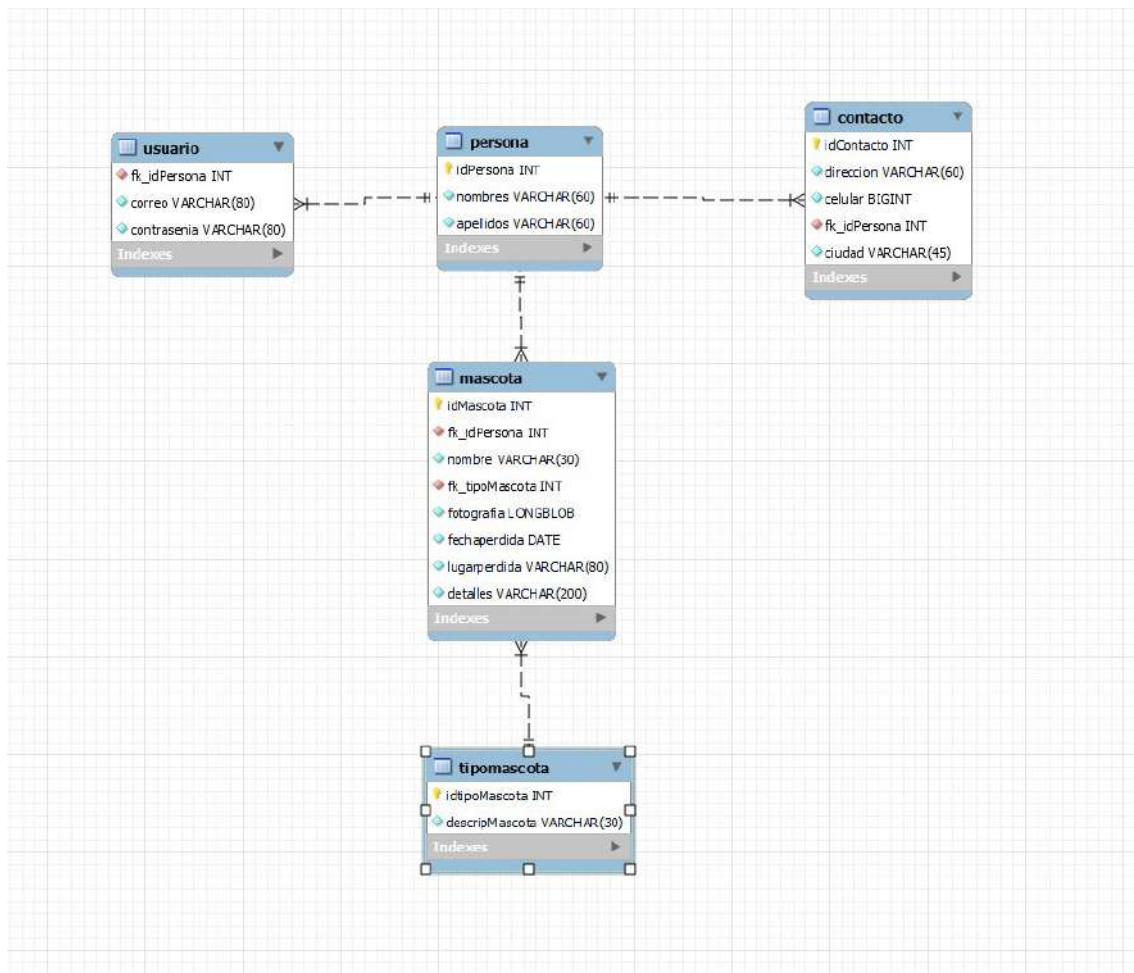 usuario
fk_idPersona INT
correo VARCHAR(80)
contrasenia VARCHAR(80)
Indexes
persona
idPersona INT
nombres VARCHAR(60)
apelidos VARCHAR(60)
Indexes
contacto
idContacto INT
direccion VARCHAR(60)
celular BIGINT
fk_idPersona INT
ciudad VARCHAR(45)
Indexes
mascota
idMascota INT
fk_idPersona INT
nombre VARCHAR(30)
fk_tipoMascota INT
fotografia LONGBLOB
fechaperdida DATE
lugarperdida VARCHAR(80)
detalles VARCHAR(200)
Indexes
tipomascota
idtipoMascota INT
descripMascota VARCHAR(30)
Indexes